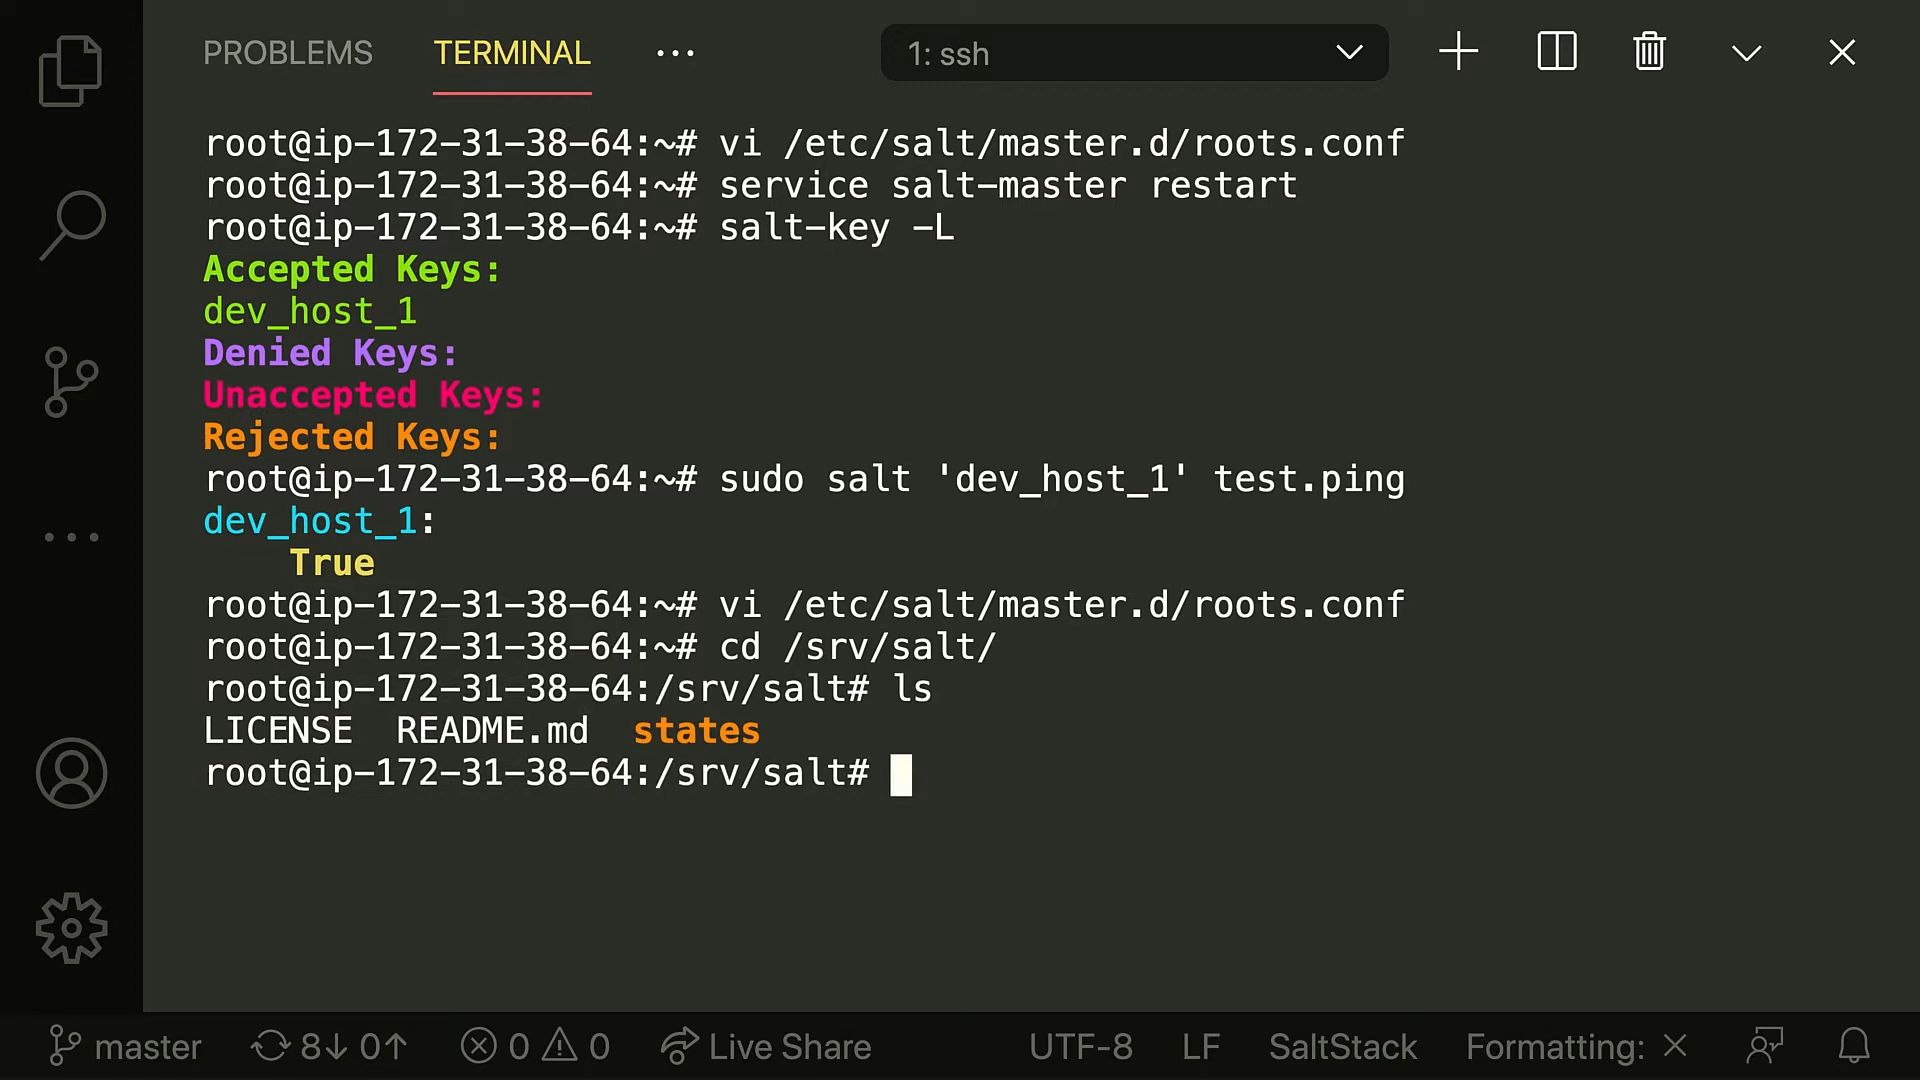 PROBLEMS TERMINAL ... 1: ssh
root@ip-172-31-38-64:~# vi /etc/salt/master.d/roots.conf
root@ip-172-31-38-64:~# service salt-master restart
root@ip-172-31-38-64:~# salt-key -L
Accepted Keys:
dev_host_1
Denied Keys:
Unaccepted Keys:
Rejected Keys:
root@ip-172-31-38-64:~# sudo salt 'dev_host_1' test.ping
dev_host_1:
    True
root@ip-172-31-38-64:~# vi /etc/salt/master.d/roots.conf
root@ip-172-31-38-64:~# cd /srv/salt/
root@ip-172-31-38-64:/srv/salt# ls
LICENSE  README.md  states
root@ip-172-31-38-64:/srv/salt#
master 8↓ 0↑ 0 0 Live Share UTF-8 LF SaltStack Formatting: ×